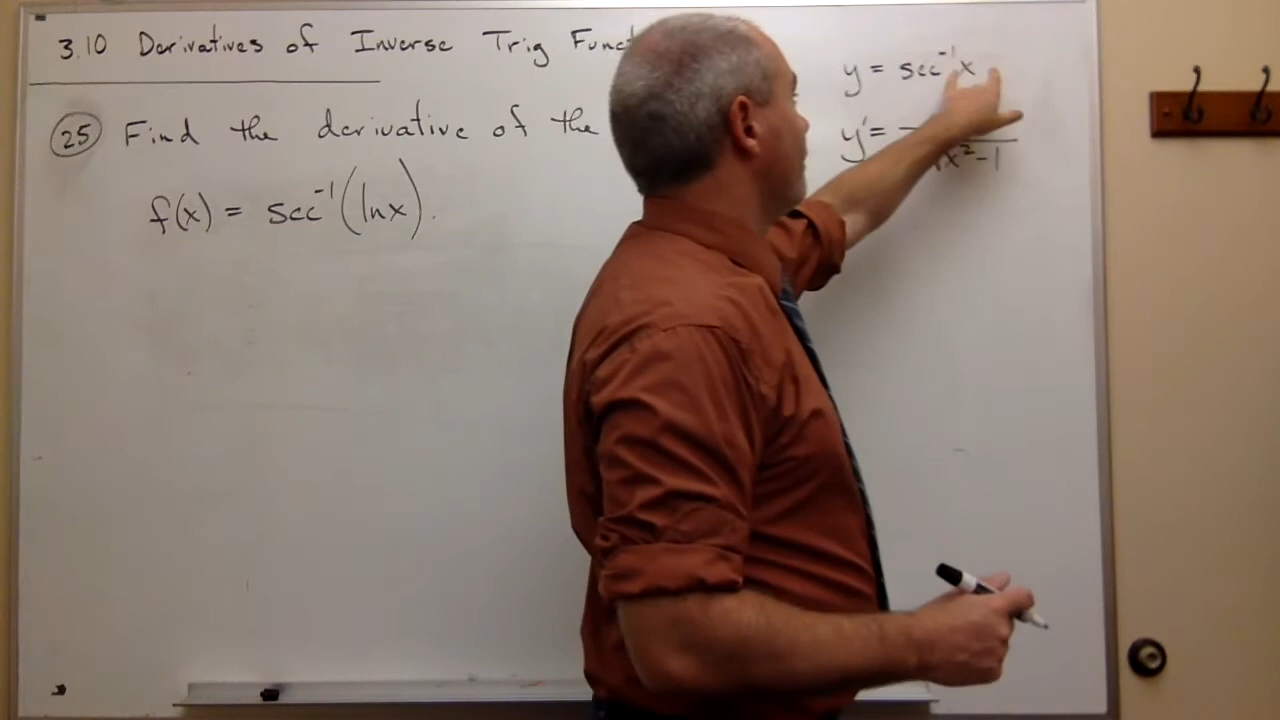 3.10 Derivatives of Inverse Trig Funct
25 Find the derivative of the
f(x) = sec⁻¹(lnx).
y = sec⁻¹x
y' =
x²-1